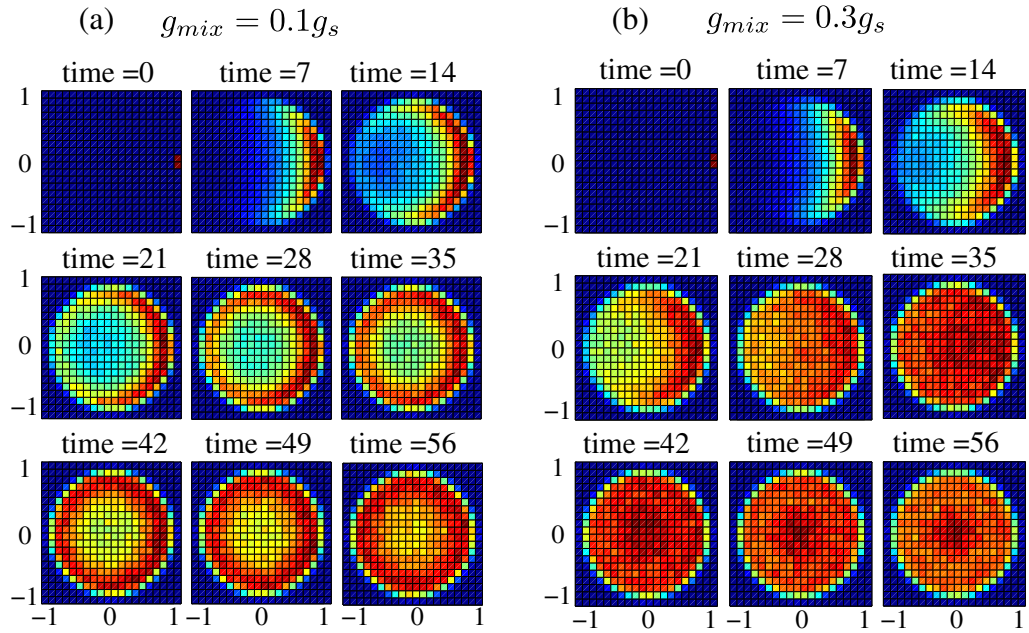 (a) g_{mix} = 0.1g_s (b) g_{mix} = 0.3g_s
time =0 time =7 time =14 time =0 time =7 time =14
1 1
0 0
−1 −1
time =21 time =28 time =35 time =21 time =28 time =35
1 1
0 0
−1 −1
time =42 time =49 time =56 time =42 time =49 time =56
1 1
0 0
−1 −1
−1 0 1 0 1 0 1 −1 0 1 0 1 0 1